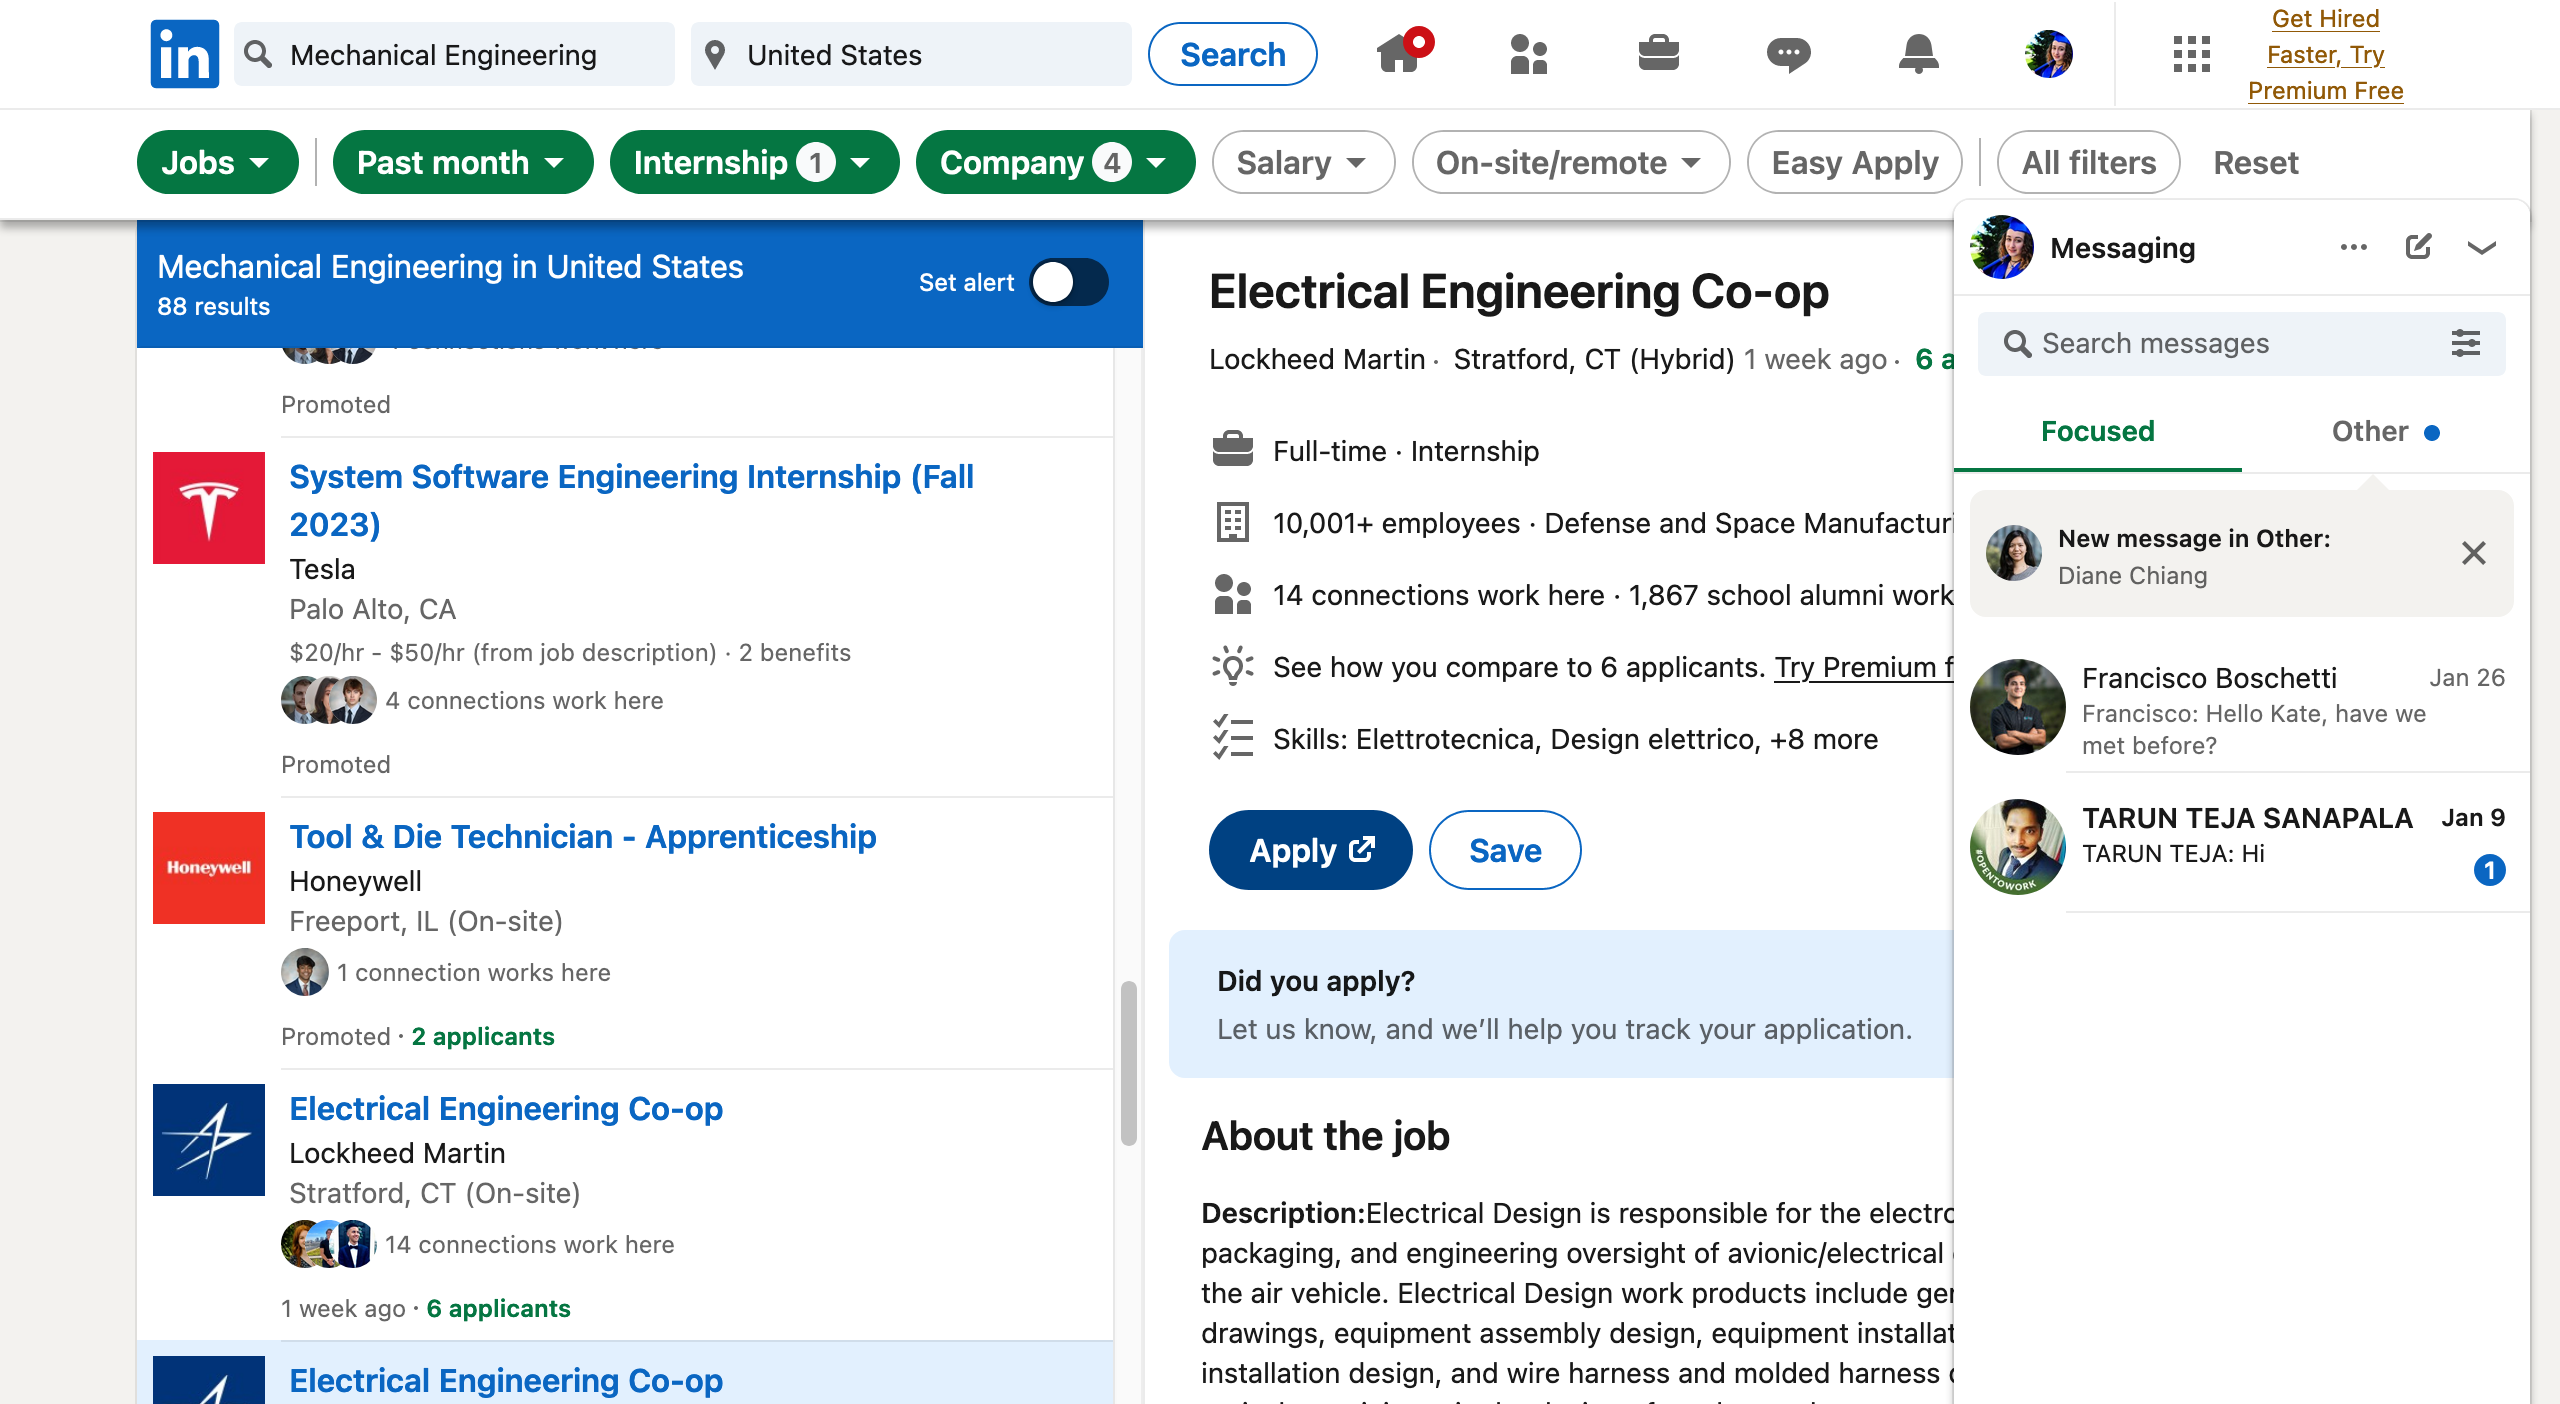 in
Mechanical Engineering
United States
Search
Get Hired
Faster, Try
Premium Free
Jobs
Past month
Internship 1
Company 4
Salary
On-site/remote
Easy Apply
All filters
Reset
Mechanical Engineering in United States
88 results
Set alert
Promoted
System Software Engineering Internship (Fall
2023)
Tesla
Palo Alto, CA
$20/hr - $50/hr (from job description) · 2 benefits
4 connections work here
Promoted
Honeywell
Tool & Die Technician - Apprenticeship
Honeywell
Freeport, IL (On-site)
1 connection works here
Promoted · 2 applicants
Electrical Engineering Co-op
Lockheed Martin
Stratford, CT (On-site)
14 connections work here
1 week ago · 6 applicants
Electrical Engineering Co-op
Electrical Engineering Co-op
Lockheed Martin · Stratford, CT (Hybrid) 1 week ago · 6 a
Full-time · Internship
10,001+ employees · Defense and Space Manufacturi
14 connections work here · 1,867 school alumni work
See how you compare to 6 applicants. Try Premium f
Skills: Elettrotecnica, Design elettrico, +8 more
Apply
Save
Did you apply?
Let us know, and we’ll help you track your application.
About the job
Description:Electrical Design is responsible for the electro
packaging, and engineering oversight of avionic/electrical
the air vehicle. Electrical Design work products include gen
drawings, equipment assembly design, equipment installat
installation design, and wire harness and molded harness
Messaging
Search messages
Focused
Other
New message in Other:
Diane Chiang
Francisco Boschetti
Jan 26
Francisco: Hello Kate, have we
met before?
#OPENTOWORK
TARUN TEJA SANAPALA
Jan 9
TARUN TEJA: Hi
1